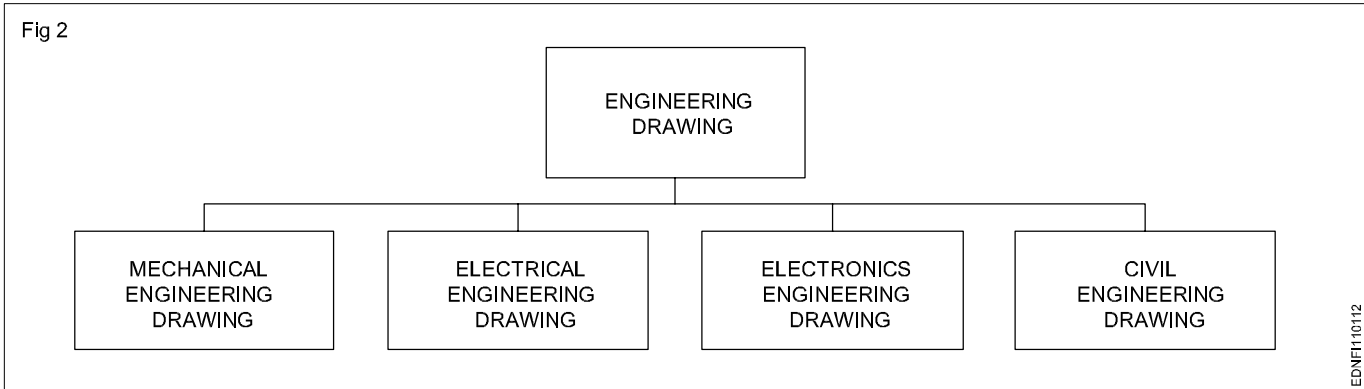 Fig 2
ENGINEERING
DRAWING
MECHANICAL
ENGINEERING
DRAWING
ELECTRICAL
ENGINEERING
DRAWING
ELECTRONICS
ENGINEERING
DRAWING
CIVIL
ENGINEERING
DRAWING
EDNFI110112